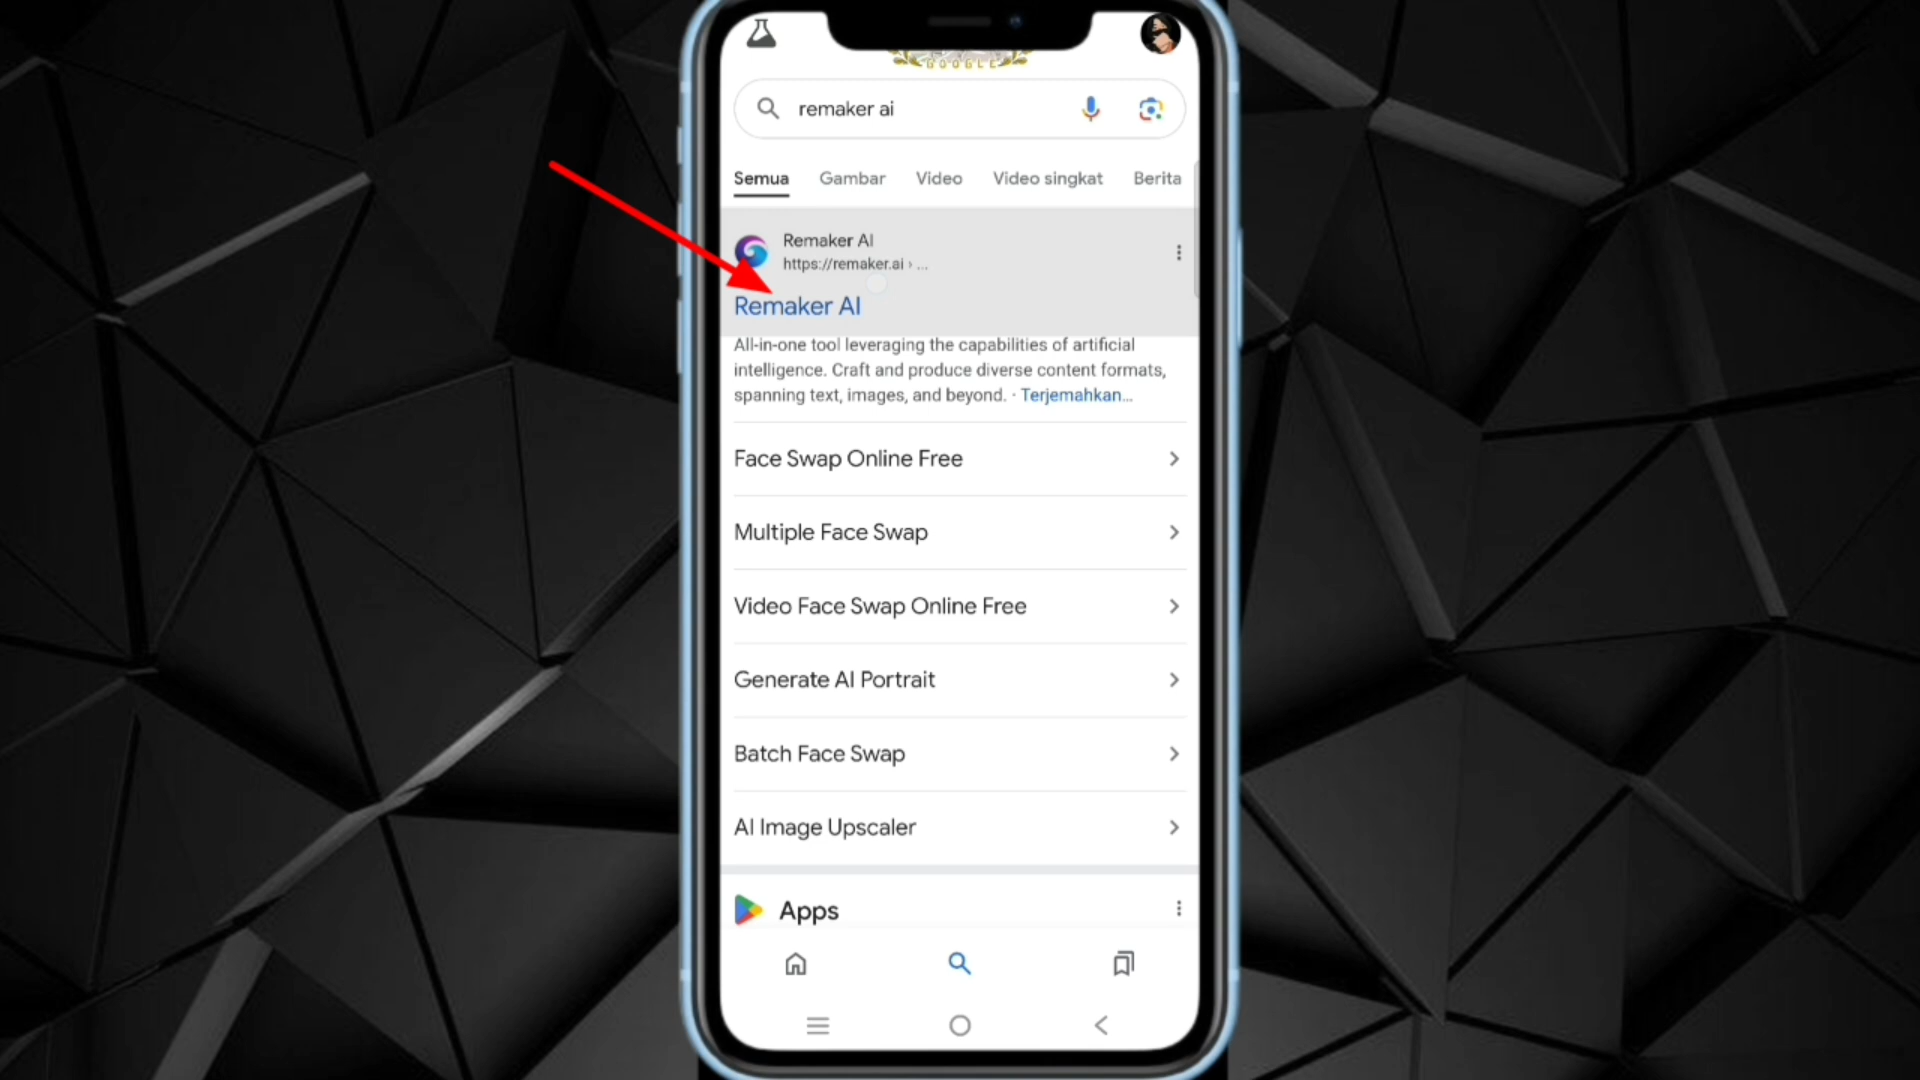 GOOGLE
remaker ai
Semua Gambar Video Video singkat Berita
Remaker AI
https://remaker.ai › ...
Remaker AI
All-in-one tool leveraging the capabilities of artificial
intelligence. Craft and produce diverse content formats,
spanning text, images, and beyond. · Terjemahkan...
Face Swap Online Free
Multiple Face Swap
Video Face Swap Online Free
Generate AI Portrait
Batch Face Swap
AI Image Upscaler
Apps